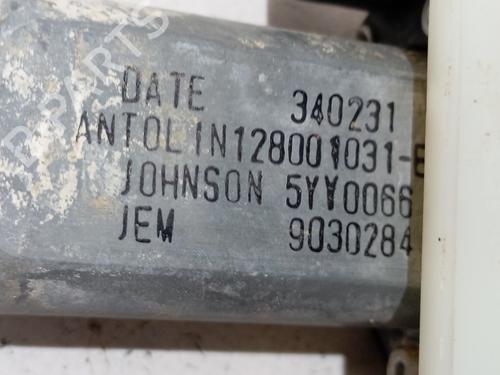 DATE 340231
ANTOLIN128001031-E
JOHNSON 5YY0066
JEM 9030284